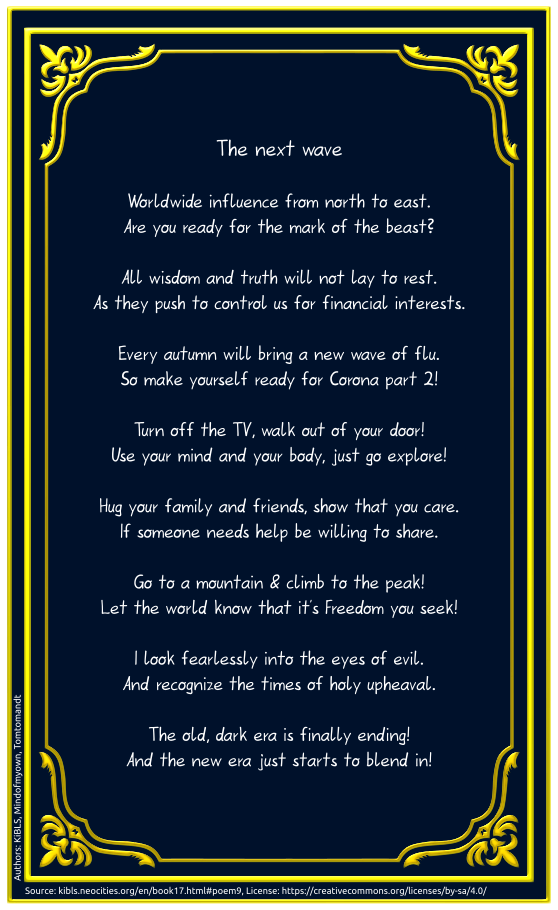 The next wave
Worldwide influence from north to east.
Are you ready for the mark of the beast?
All wisdom and truth will not lay to rest.
As they push to control us for financial interests.
Every autumn will bring a new wave of flu.
So make yourself ready for Corona part 2!
Turn off the TV, walk out of your door!
Use your mind and your body, just go explore!
Hug your family and friends, show that you care.
If someone needs help be willing to share.
Go to a mountain & climb to the peak!
Let the world know that it's Freedom you seek!
I look fearlessly into the eyes of evil.
And recognize the times of holy upheaval.
The old, dark era is finally ending!
And the new era just starts to blend in!
Authors: KiBLS, Mindofmyown, Tomtomandt
Source: kibls.neocities.org/en/book17.html#poem9, License: https://creativecommons.org/licenses/by-sa/4.0/